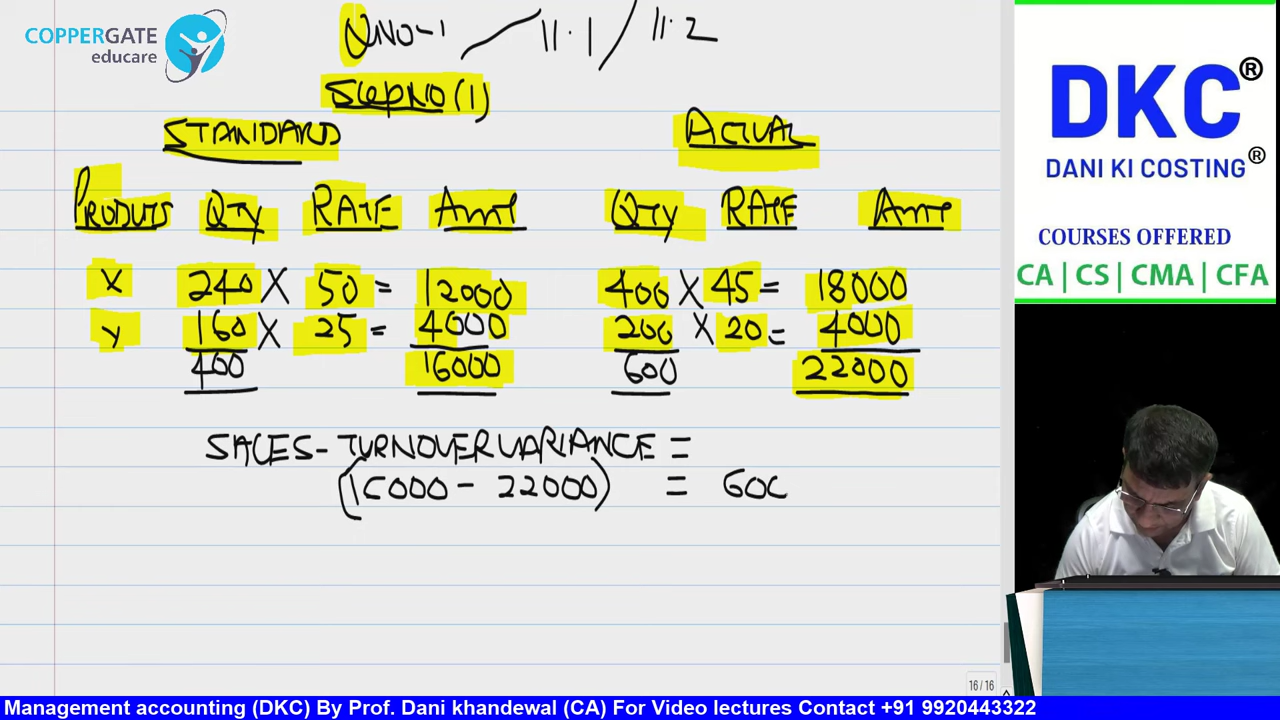 COPPERGATE
educare
QNO-1 / 11.1 / 11.2
StepNo (1)
STANDARD ACTUAL
PRODUTS QTY RATE Amt QTY RATE Amt
X 240 X 50 = 12000 400 X 45 = 18000
y 160 X 25 = 4000 200 X 20 = 4000
400 16000 600 22000
SALES-TURNOVER VARIANCE =
(16000 - 22000) = 600
16 / 16
DKC®
DANI KI COSTING®
COURSES OFFERED
CA | CS | CMA | CFA
Management accounting (DKC) By Prof. Dani khandewal (CA) For Video lectures Contact +91 9920443322